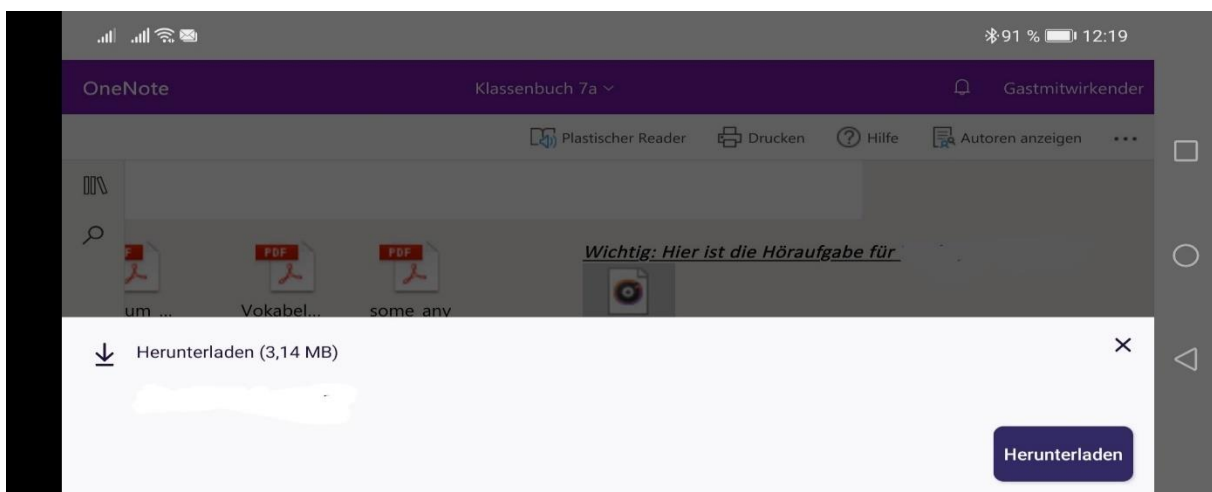 91 % 12:19
OneNote Klassenbuch 7a Gastmitwirkender
Plastischer Reader Drucken Hilfe Autoren anzeigen ...
Wichtig: Hier ist die Höraufgabe für
PDF PDF
um ... Vokabel... some any
Herunterladen (3,14 MB)
Herunterladen